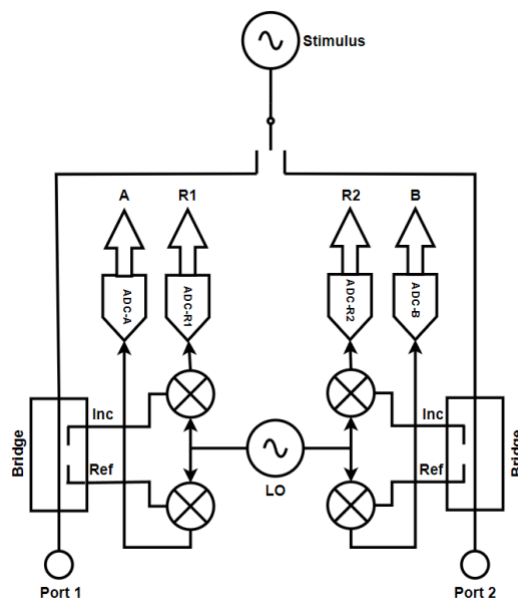 Stimulus
A
R1
R2
B
ADC-A
ADC-R1
ADC-R2
ADC-B
Inc
Inc
Bridge
Bridge
Ref
Ref
LO
Port 1
Port 2